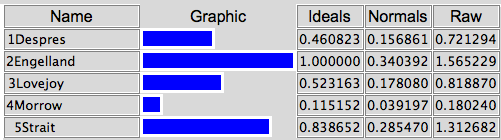 Name Graphic Ideals Normals Raw
1Despres 0.460823 0.156861 0.721294
2Engelland 1.000000 0.340392 1.565229
3Lovejoy 0.523163 0.178080 0.818870
4Morrow 0.115152 0.039197 0.180240
5Strait 0.838652 0.285470 1.312682